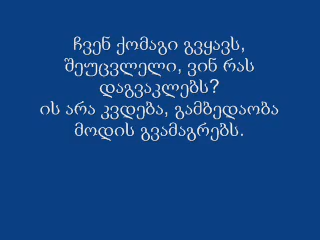 ჩვენ ქომაგი გვყავს,
შეუცვლელი, ვინ რას
დაგვაკლებს?
ის არა კვდება, გამბედაობა
მოდის გვამაგრებს.